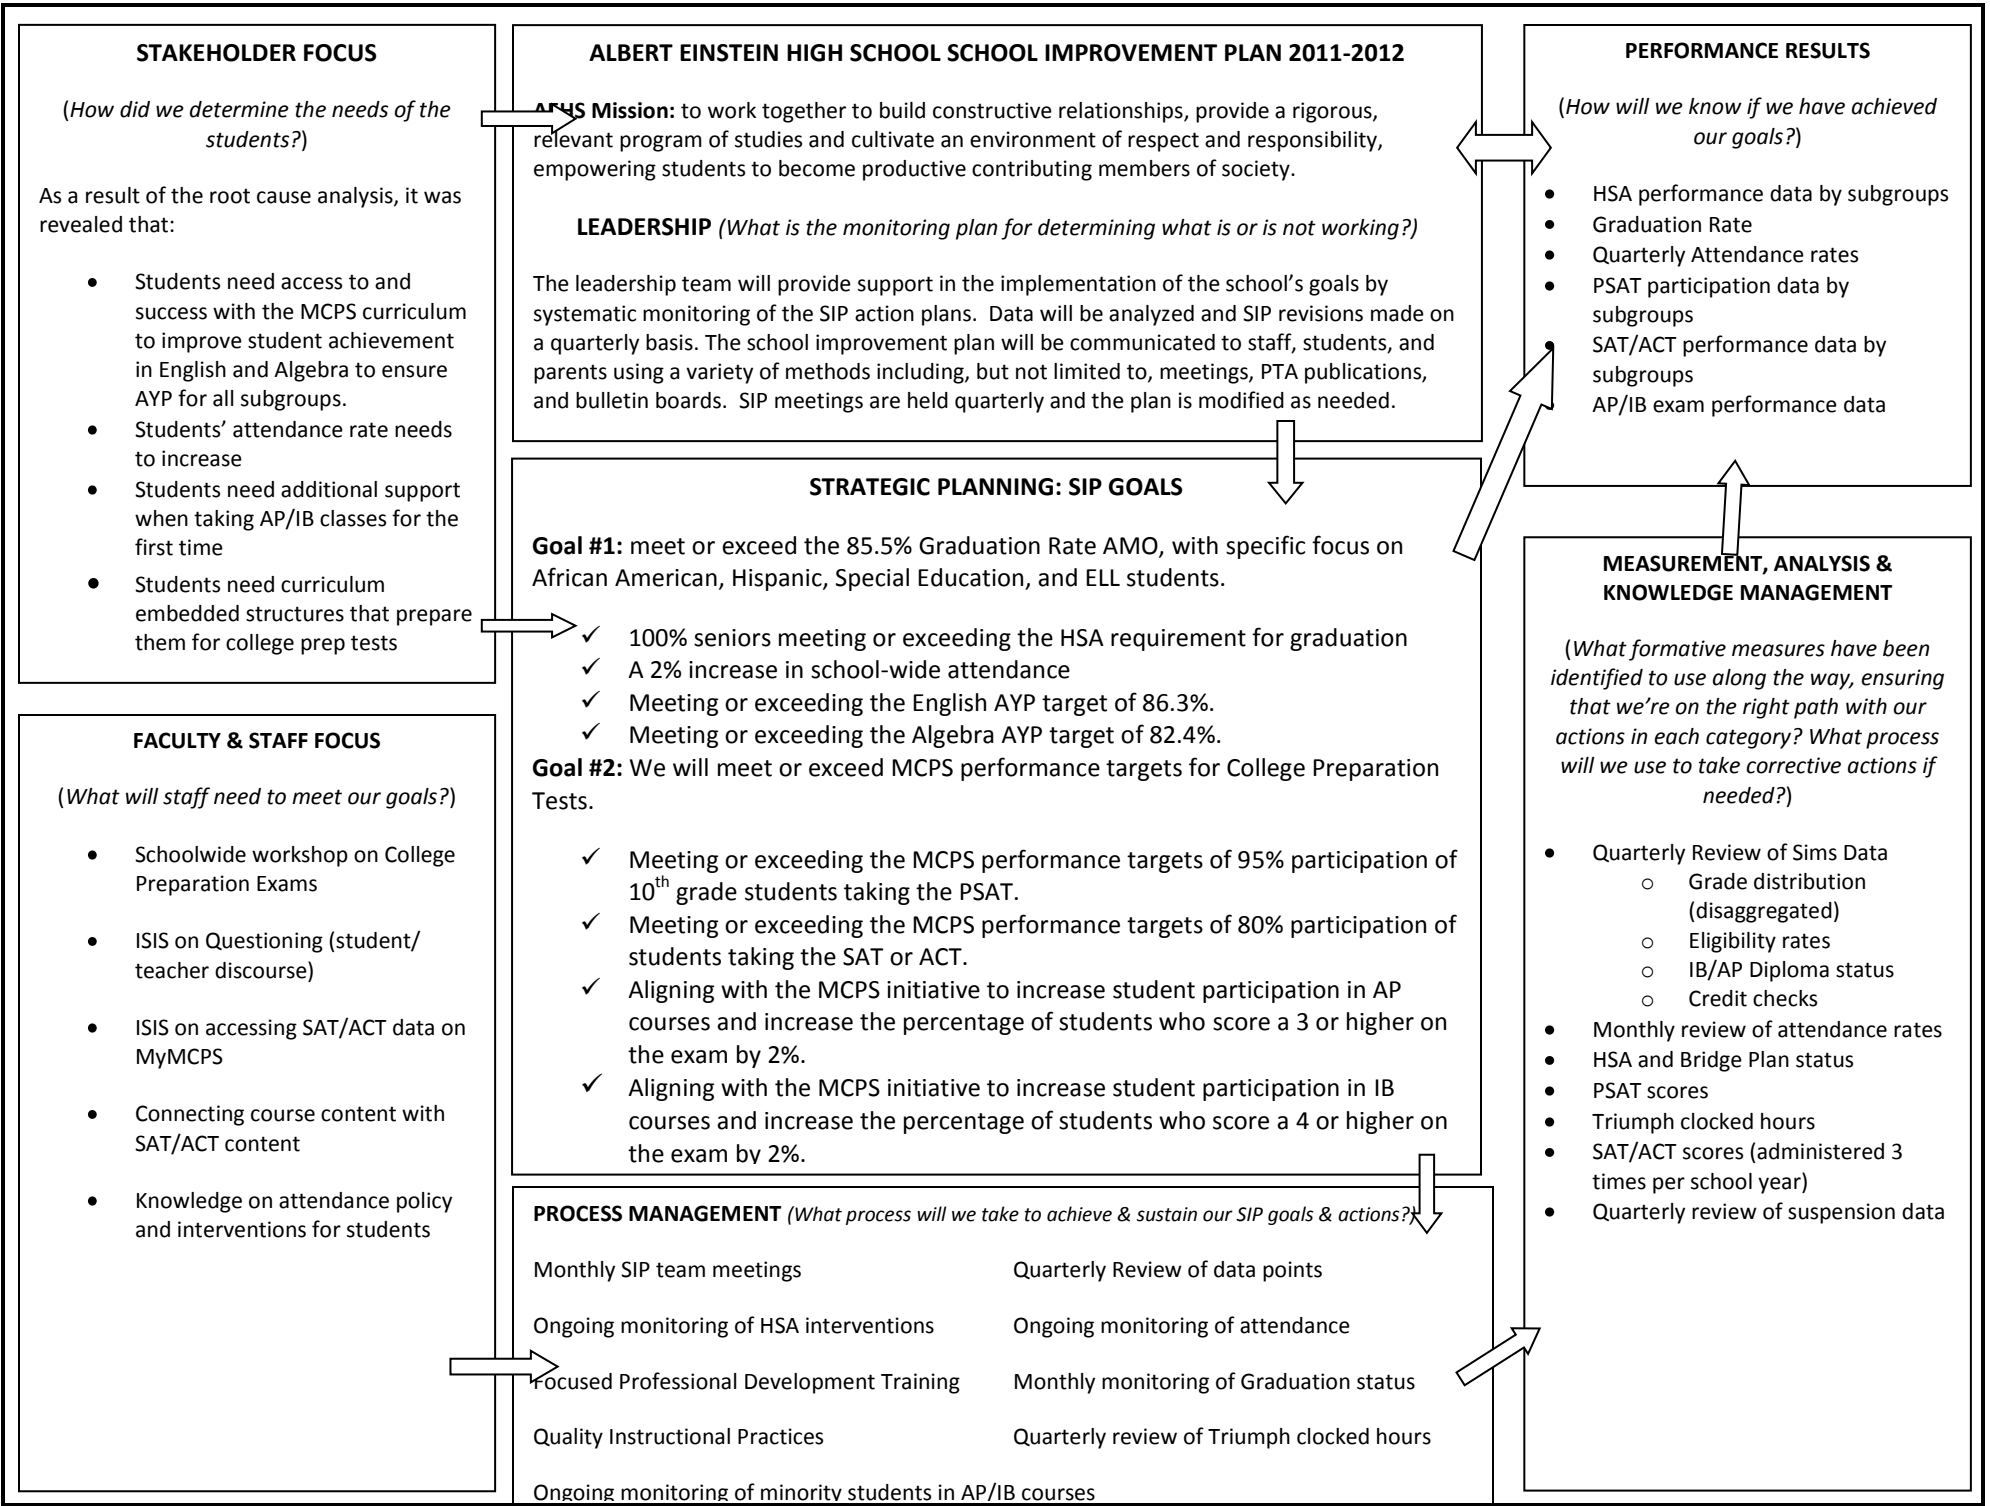 STAKEHOLDER FOCUS
(How did we determine the needs of the
students?)
As a result of the root cause analysis, it was
revealed that:
• Students need access to and
success with the MCPS curriculum
to improve student achievement
in English and Algebra to ensure
AYP for all subgroups.
• Students’ attendance rate needs
to increase
• Students need additional support
when taking AP/IB classes for the
first time
• Students need curriculum
embedded structures that prepare
them for college prep tests
FACULTY & STAFF FOCUS
(What will staff need to meet our goals?)
• Schoolwide workshop on College
Preparation Exams
• ISIS on Questioning (student/
teacher discourse)
• ISIS on accessing SAT/ACT data on
MyMCPS
• Connecting course content with
SAT/ACT content
• Knowledge on attendance policy
and interventions for students
ALBERT EINSTEIN HIGH SCHOOL SCHOOL IMPROVEMENT PLAN 2011-2012
AEHS Mission: to work together to build constructive relationships, provide a rigorous,
relevant program of studies and cultivate an environment of respect and responsibility,
empowering students to become productive contributing members of society.
LEADERSHIP (What is the monitoring plan for determining what is or is not working?)
The leadership team will provide support in the implementation of the school’s goals by
systematic monitoring of the SIP action plans. Data will be analyzed and SIP revisions made on
a quarterly basis. The school improvement plan will be communicated to staff, students, and
parents using a variety of methods including, but not limited to, meetings, PTA publications,
and bulletin boards. SIP meetings are held quarterly and the plan is modified as needed.
STRATEGIC PLANNING: SIP GOALS
Goal #1: meet or exceed the 85.5% Graduation Rate AMO, with specific focus on
African American, Hispanic, Special Education, and ELL students.
✓ 100% seniors meeting or exceeding the HSA requirement for graduation
✓ A 2% increase in school-wide attendance
✓ Meeting or exceeding the English AYP target of 86.3%.
✓ Meeting or exceeding the Algebra AYP target of 82.4%.
Goal #2: We will meet or exceed MCPS performance targets for College Preparation
Tests.
✓ Meeting or exceeding the MCPS performance targets of 95% participation of
10th grade students taking the PSAT.
✓ Meeting or exceeding the MCPS performance targets of 80% participation of
students taking the SAT or ACT.
✓ Aligning with the MCPS initiative to increase student participation in AP
courses and increase the percentage of students who score a 3 or higher on
the exam by 2%.
✓ Aligning with the MCPS initiative to increase student participation in IB
courses and increase the percentage of students who score a 4 or higher on
the exam by 2%.
PROCESS MANAGEMENT (What process will we take to achieve & sustain our SIP goals & actions?)
Monthly SIP team meetings Quarterly Review of data points
Ongoing monitoring of HSA interventions Ongoing monitoring of attendance
Focused Professional Development Training Monthly monitoring of Graduation status
Quality Instructional Practices Quarterly review of Triumph clocked hours
Ongoing monitoring of minority students in AP/IB courses
PERFORMANCE RESULTS
(How will we know if we have achieved
our goals?)
• HSA performance data by subgroups
• Graduation Rate
• Quarterly Attendance rates
• PSAT participation data by
subgroups
• SAT/ACT performance data by
subgroups
• AP/IB exam performance data
MEASUREMENT, ANALYSIS &
KNOWLEDGE MANAGEMENT
(What formative measures have been
identified to use along the way, ensuring
that we’re on the right path with our
actions in each category? What process
will we use to take corrective actions if
needed?)
• Quarterly Review of Sims Data
o Grade distribution
(disaggregated)
o Eligibility rates
o IB/AP Diploma status
o Credit checks
• Monthly review of attendance rates
• HSA and Bridge Plan status
• PSAT scores
• Triumph clocked hours
• SAT/ACT scores (administered 3
times per school year)
• Quarterly review of suspension data